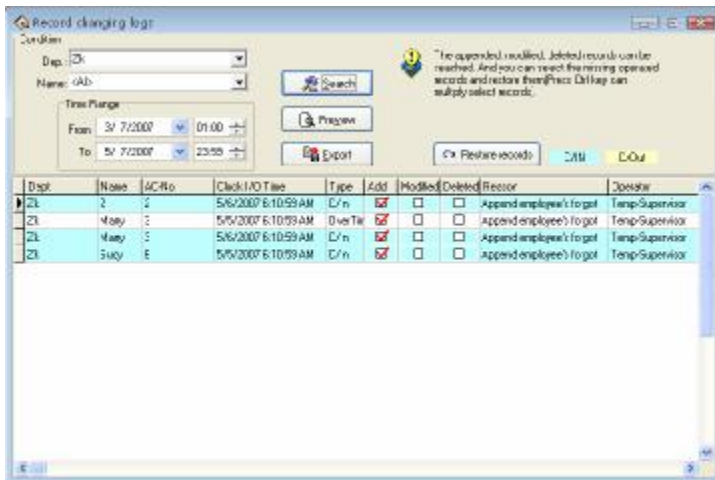 Record changing logs
Condition
Dep. Zk
Name: <All>
Time Range
From 3/ 7/2007 01:00
To 5/ 7/2007 23:59
Search
Preview
Export
The appended, modified, deleted records can be
reached. And you can select the missing operated
records and restore them(Press Ctrl key can
multiply select records.
Restore records
C/In
C/Out
Dept Name AC-No Clock I/O Time Type Add Modified Deleted Reason Operator
Zk 2 2 5/6/2007 6:10:59 AM C/In Append employee's forgot Temp-Supervisor
Zk Mary 3 5/6/2007 6:10:59 AM OverTim Append employee's forgot Temp-Supervisor
Zk Mary 3 5/6/2007 6:10:59 AM C/In Append employee's forgot Temp-Supervisor
Zk 5/5/2007 6:10:59 AM C/In Append employee's forgot Temp-Supervisor